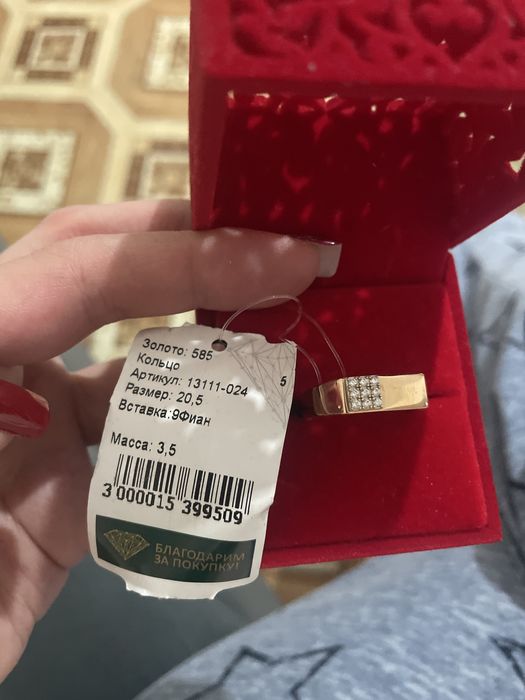 Золото: 585
Кольцо
Артикул: 13111-024
5
Размер: 20,5
Вставка:9Фиан
Масса: 3,5
3 000015 399509
БЛАГОДАРИМ
ЗА ПОКУПКУ!